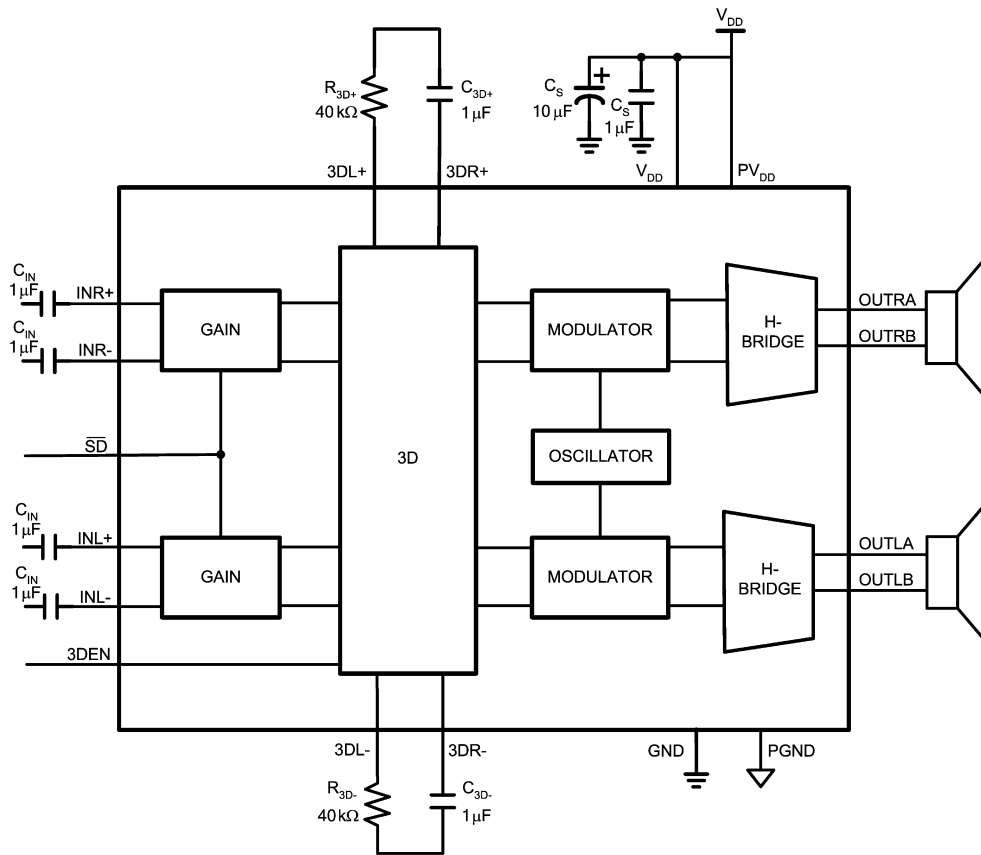 V_DD
R_3D+
40 kΩ
C_3D+
1 µF
C_S
10 µF
C_S
1 µF
3DL+
3DR+
V_DD
PV_DD
C_IN
1 µF
INR+
C_IN
1 µF
INR-
GAIN
MODULATOR
H-
BRIDGE
OUTRA
OUTRB
S̅D̅
3D
OSCILLATOR
C_IN
1 µF
INL+
C_IN
1 µF
INL-
GAIN
MODULATOR
H-
BRIDGE
OUTLA
OUTLB
3DEN
3DL-
3DR-
GND
PGND
R_3D-
40 kΩ
C_3D-
1 µF